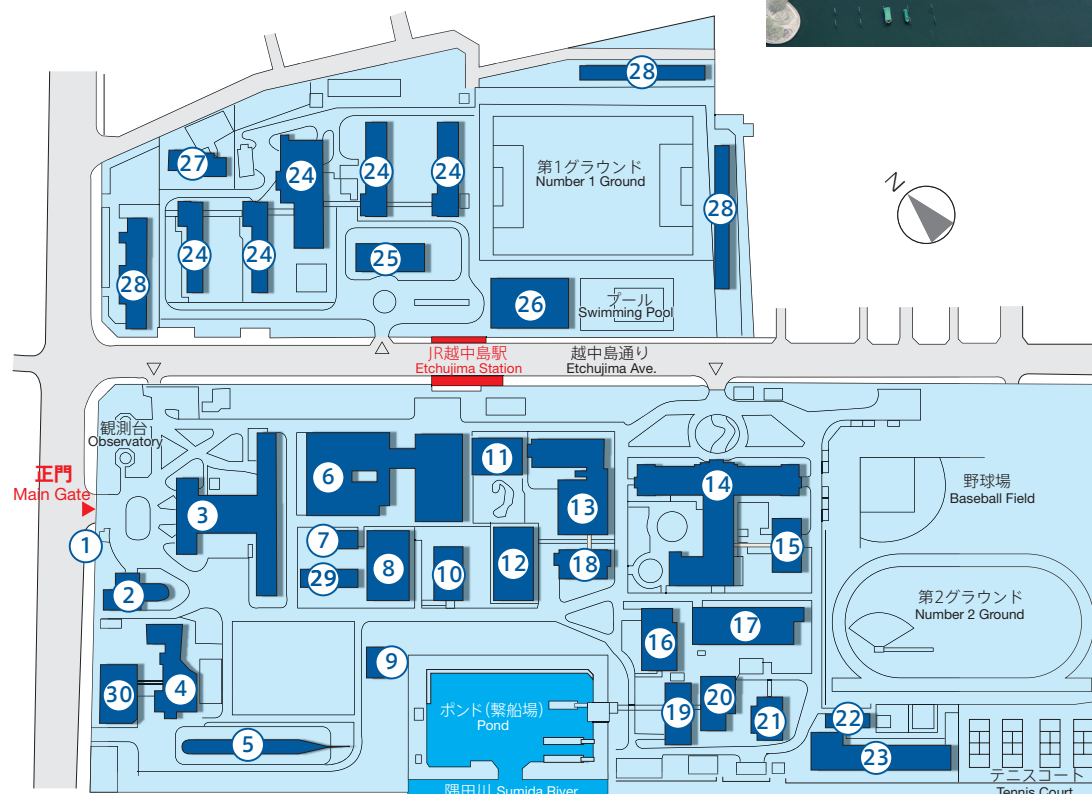 28
27
24
24
24
第1グラウンド
Number 1 Ground
N
28
24
24
25
28
26
プール
Swimming Pool
JR越中島駅
Etchujima Station
越中島通り
Etchujima Ave.
観測台
Observatory
正門
Main Gate
1
2
3
6
11
13
14
野球場
Baseball Field
7
8
10
12
18
15
29
第2グラウンド
Number 2 Ground
16
17
9
30
4
5
ポンド(繋船場)
Pond
19
20
21
22
23
テニスコート
Tennis Court
隅田川 Sumida River